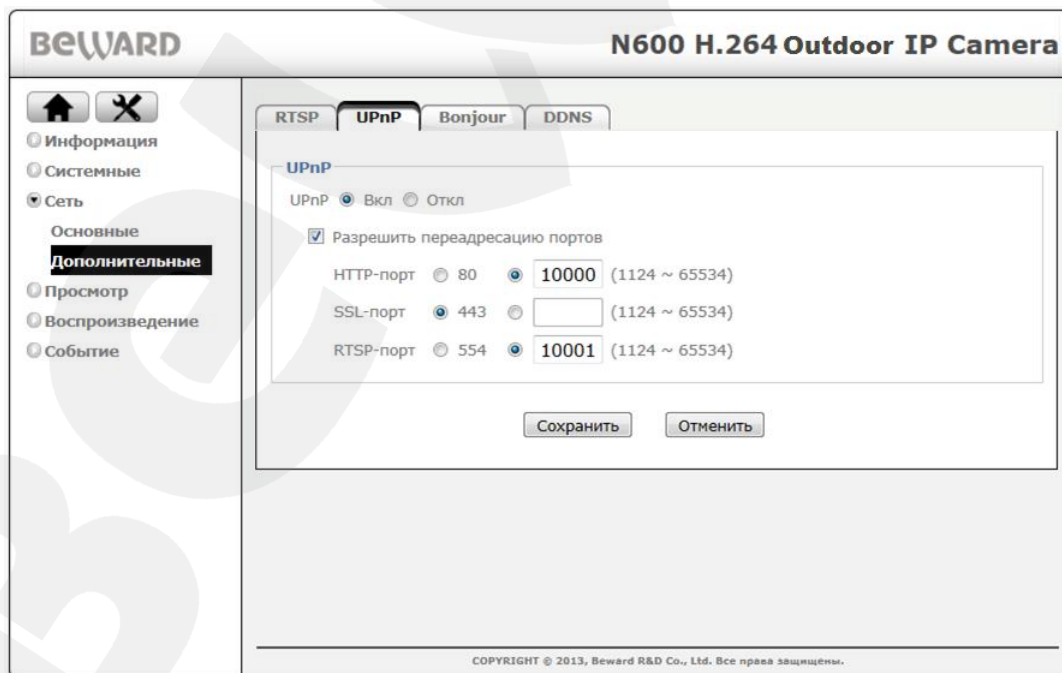 BEWARD
N600 H.264 Outdoor IP Camera
Информация
Системные
Сеть
Основные
Дополнительные
Просмотр
Воспроизведение
Событие
RTSP UPnP Bonjour DDNS
UPnP
UPnP Вкл Откл
Разрешить переадресацию портов
HTTP-порт 80 10000 (1124 ~ 65534)
SSL-порт 443 (1124 ~ 65534)
RTSP-порт 554 10001 (1124 ~ 65534)
Сохранить Отменить
COPYRIGHT © 2013, Beward R&D Co., Ltd. Все права защищены.